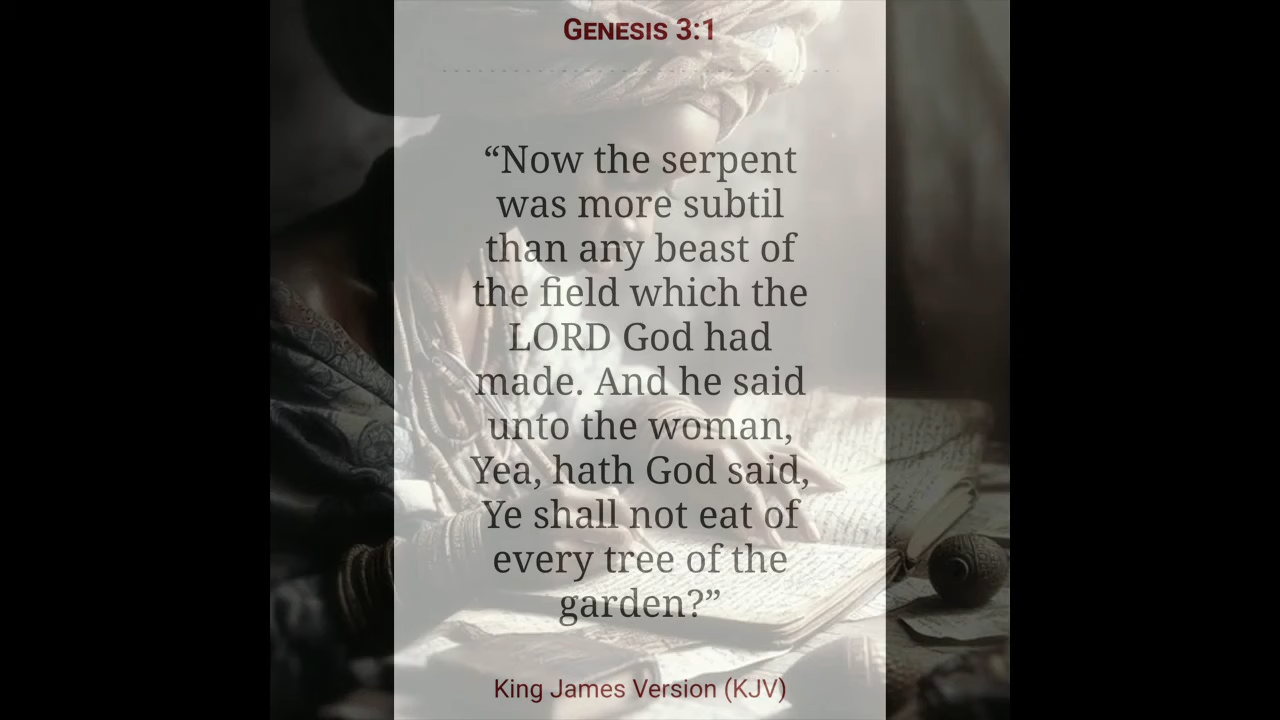 Genesis 3:1
“Now the serpent
was more subtil
than any beast of
the field which the
LORD God had
made. And he said
unto the woman,
Yea, hath God said,
Ye shall not eat of
every tree of the
garden?”
King James Version (KJV)